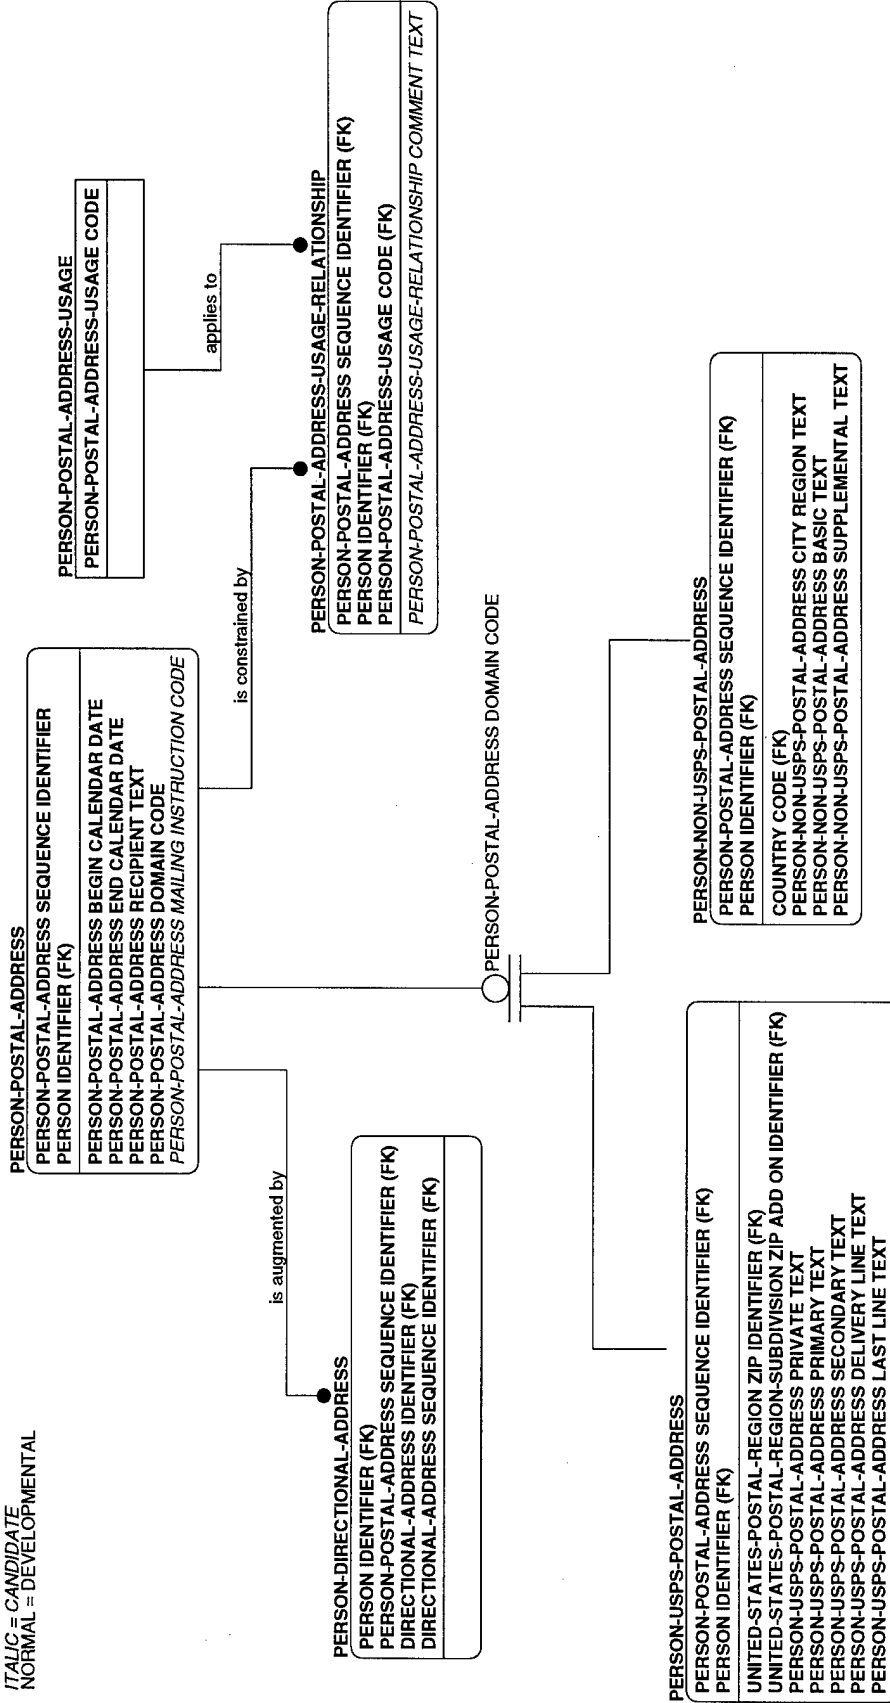 ITALIC = CANDIDATE
NORMAL = DEVELOPMENTAL
PERSON-POSTAL-ADDRESS
PERSON-POSTAL-ADDRESS SEQUENCE IDENTIFIER
PERSON IDENTIFIER (FK)
PERSON-POSTAL-ADDRESS BEGIN CALENDAR DATE
PERSON-POSTAL-ADDRESS END CALENDAR DATE
PERSON-POSTAL-ADDRESS RECIPIENT TEXT
PERSON-POSTAL-ADDRESS DOMAIN CODE
PERSON-POSTAL-ADDRESS MAILING INSTRUCTION CODE
PERSON-POSTAL-ADDRESS-USAGE
PERSON-POSTAL-ADDRESS-USAGE CODE
is augmented by
is constrained by
applies to
PERSON-DIRECTIONAL-ADDRESS
PERSON IDENTIFIER (FK)
PERSON-POSTAL-ADDRESS SEQUENCE IDENTIFIER (FK)
DIRECTIONAL-ADDRESS IDENTIFIER (FK)
DIRECTIONAL-ADDRESS SEQUENCE IDENTIFIER (FK)
PERSON-POSTAL-ADDRESS-USAGE-RELATIONSHIP
PERSON-POSTAL-ADDRESS SEQUENCE IDENTIFIER (FK)
PERSON IDENTIFIER (FK)
PERSON-POSTAL-ADDRESS-USAGE CODE (FK)
PERSON-POSTAL-ADDRESS-USAGE-RELATIONSHIP COMMENT TEXT
PERSON-POSTAL-ADDRESS DOMAIN CODE
PERSON-USPS-POSTAL-ADDRESS
PERSON-POSTAL-ADDRESS SEQUENCE IDENTIFIER (FK)
PERSON IDENTIFIER (FK)
UNITED-STATES-POSTAL-REGION ZIP IDENTIFIER (FK)
UNITED-STATES-POSTAL-REGION-SUBDIVISION ZIP ADD ON IDENTIFIER (FK)
PERSON-USPS-POSTAL-ADDRESS PRIVATE TEXT
PERSON-USPS-POSTAL-ADDRESS PRIMARY TEXT
PERSON-USPS-POSTAL-ADDRESS SECONDARY TEXT
PERSON-USPS-POSTAL-ADDRESS DELIVERY LINE TEXT
PERSON-USPS-POSTAL-ADDRESS LAST LINE TEXT
PERSON-NON-USPS-POSTAL-ADDRESS
PERSON-POSTAL-ADDRESS SEQUENCE IDENTIFIER (FK)
PERSON IDENTIFIER (FK)
COUNTRY CODE (FK)
PERSON-NON-USPS-POSTAL-ADDRESS CITY REGION TEXT
PERSON-NON-USPS-POSTAL-ADDRESS BASIC TEXT
PERSON-NON-USPS-POSTAL-ADDRESS SUPPLEMENTAL TEXT